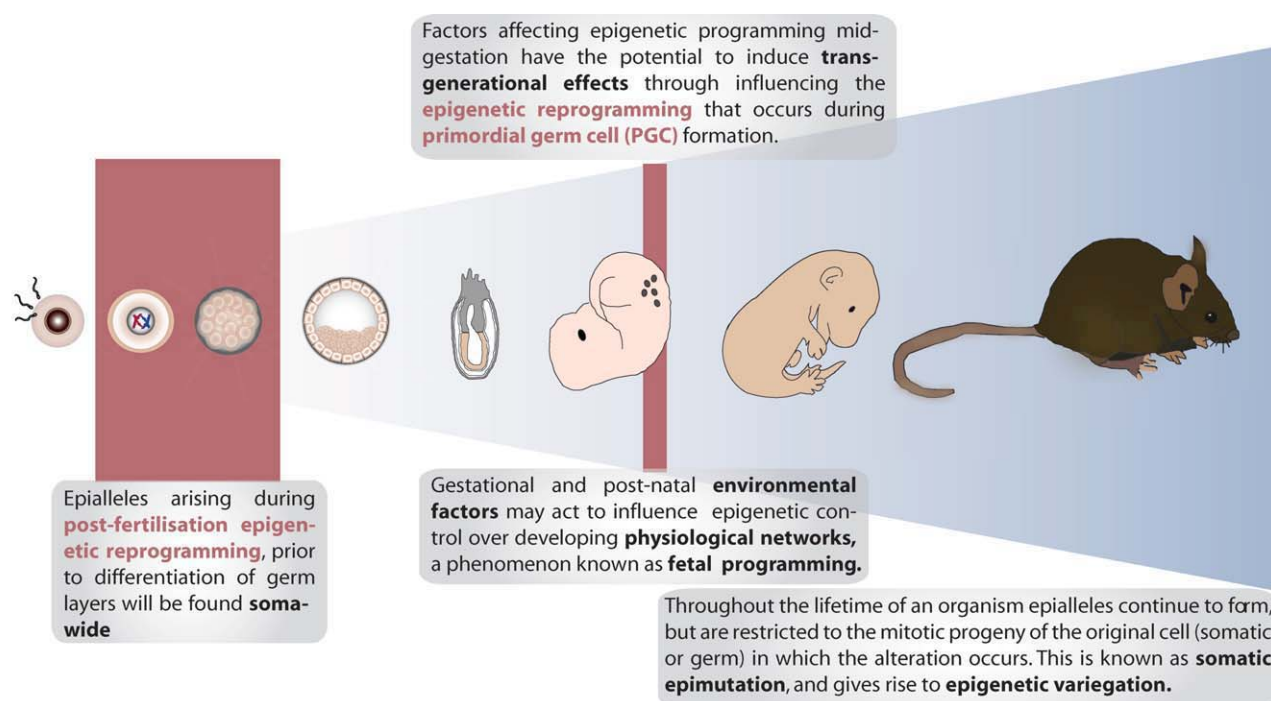 Factors affecting epigenetic programming mid-
gestation have the potential to induce trans-
generational effects through influencing the
epigenetic reprogramming that occurs during
primordial germ cell (PGC) formation.
Epialleles arising during
post-fertilisation epigen-
etic reprogramming, prior
to differentiation of germ
layers will be found soma-
wide
Gestational and post-natal environmental
factors may act to influence epigenetic con-
trol over developing physiological networks,
a phenomenon known as fetal programming.
Throughout the lifetime of an organism epialleles continue to form,
but are restricted to the mitotic progeny of the original cell (somatic
or germ) in which the alteration occurs. This is known as somatic
epimutation, and gives rise to epigenetic variegation.